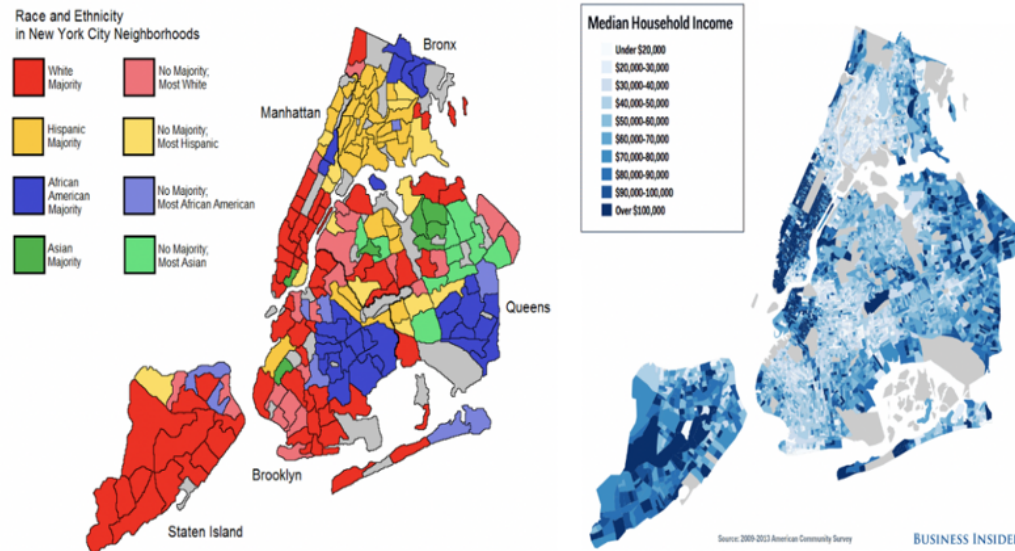 Race and Ethnicity
in New York City Neighborhoods
White
Majority
No Majority;
Most White
Hispanic
Majority
No Majority;
Most Hispanic
African
American
Majority
No Majority;
Most African American
Asian
Majority
No Majority;
Most Asian
Bronx
Manhattan
Queens
Brooklyn
Staten Island
Median Household Income
Under $20,000
$20,000-30,000
$30,000-40,000
$40,000-50,000
$50,000-60,000
$60,000-70,000
$70,000-80,000
$80,000-90,000
$90,000-100,000
Over $100,000
Source: 2009-2013 American Community Survey
BUSINESS INSIDER